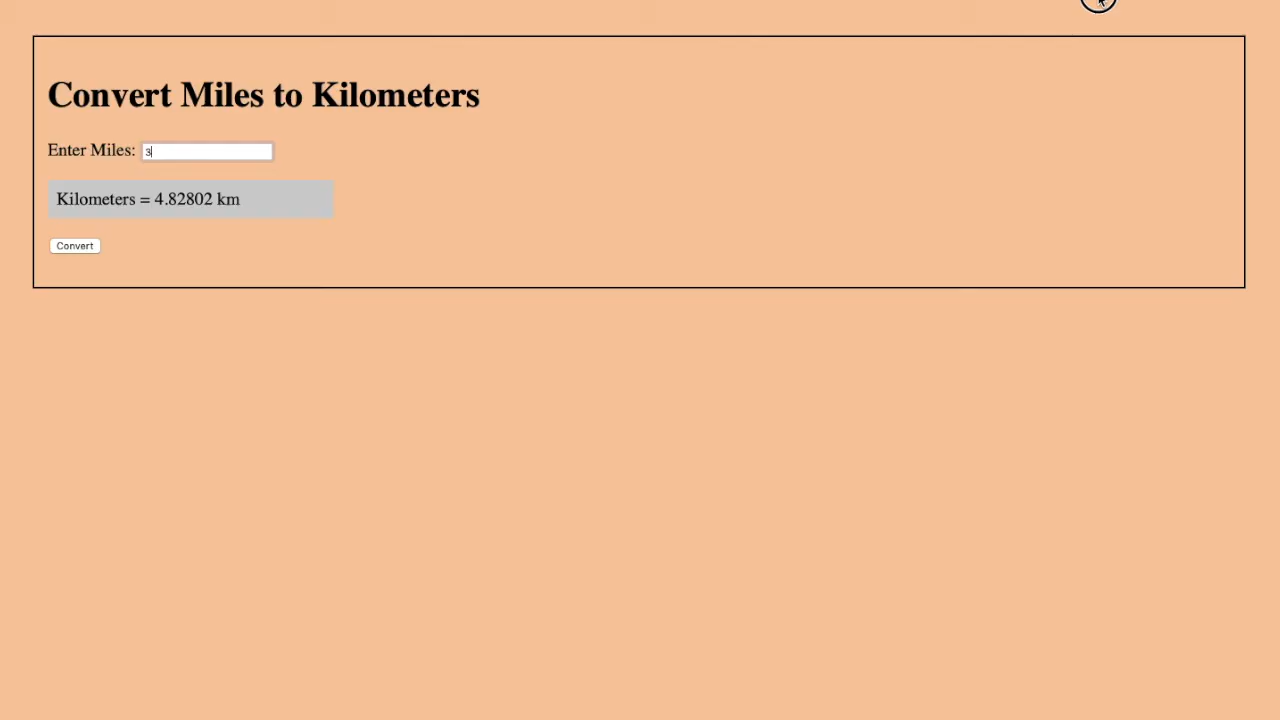 Convert Miles to Kilometers
Enter Miles: 3
Kilometers = 4.82802 km
Convert